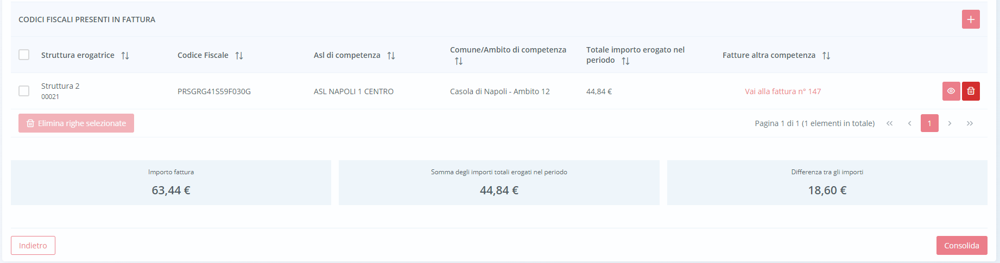 CODICI FISCALI PRESENTI IN FATTURA
Struttura erogatrice
Codice Fiscale
Asl di competenza
Comune/Ambito di competenza
Totale importo erogato nel
periodo
Fatture altra competenza
Struttura 2
00021
PRSGRG41S59F030G
ASL NAPOLI 1 CENTRO
Casola di Napoli - Ambito 12
44,84 €
Vai alla fattura n° 147
Elimina righe selezionate
Pagina 1 di 1 (1 elementi in totale)
1
Importo fattura
63,44 €
Somma degli importi totali erogati nel periodo
44,84 €
Differenza tra gli importi
18,60 €
Indietro
Consolida